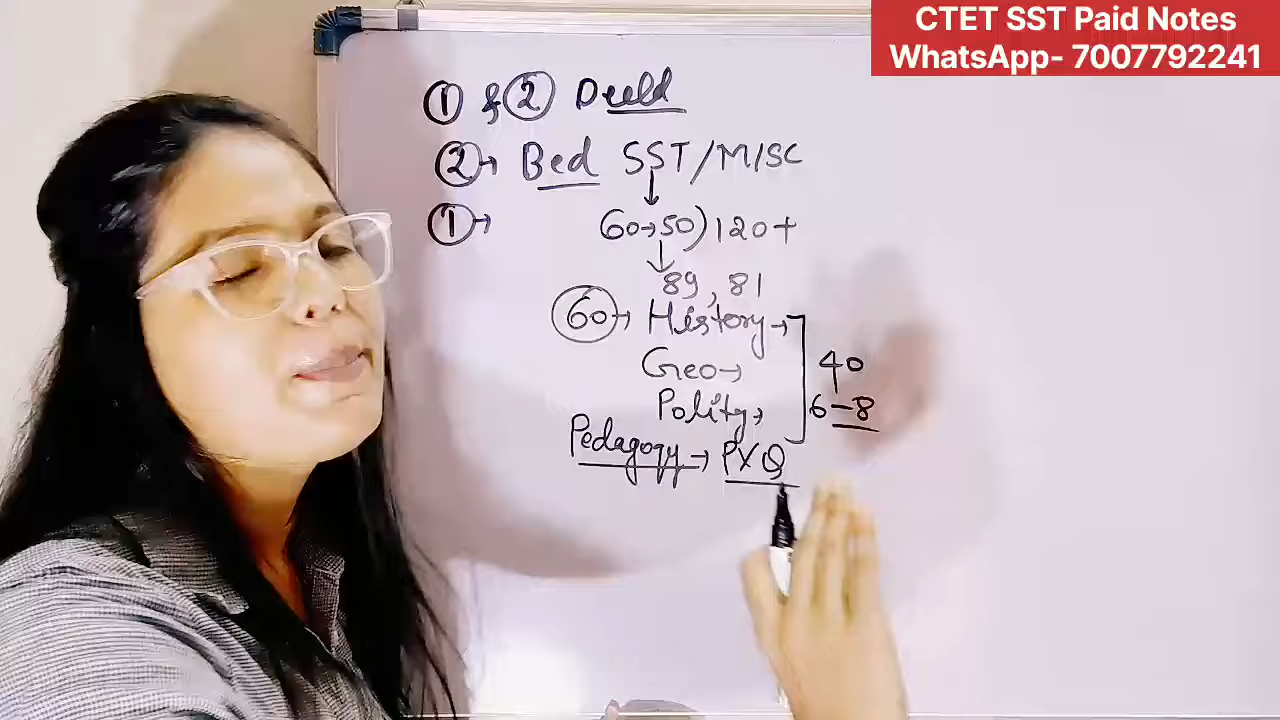 CTET SST Paid Notes
WhatsApp- 7007792241
① & ② Deeld
②→ Bed SST/MISC
①→
60→50) 120+
89, 81
60→ History→
Geo→
40
Polity,
6-8
Pedagogy→ PYQ